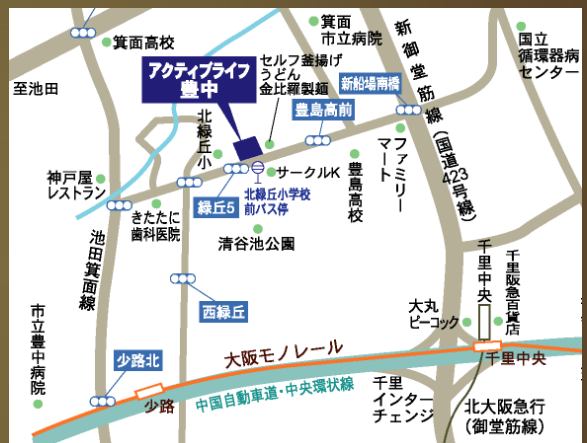 箕面高校
至池田
アクティブライフ
豊中
セルフ釜揚げ
うどん
金比羅製麺
箕面
市立病院
新御堂筋線(国道423号線)
国立
循環器病
センター
新船場南橋
豊島高前
北緑丘小
神戸屋
レストラン
きたたに
歯科医院
緑丘5
サークルK
北緑丘小学校
前バス停
清谷池公園
豊島高校
ファミリー
マート
池田箕面線
西緑丘
市立豊中病院
少路北
少路
大阪モノレール
中国自動車道・中央環状線
大丸
ピーコック
千里中央
千里阪急百貨店
千里中央
千里
インター
チェンジ
北大阪急行
(御堂筋線)